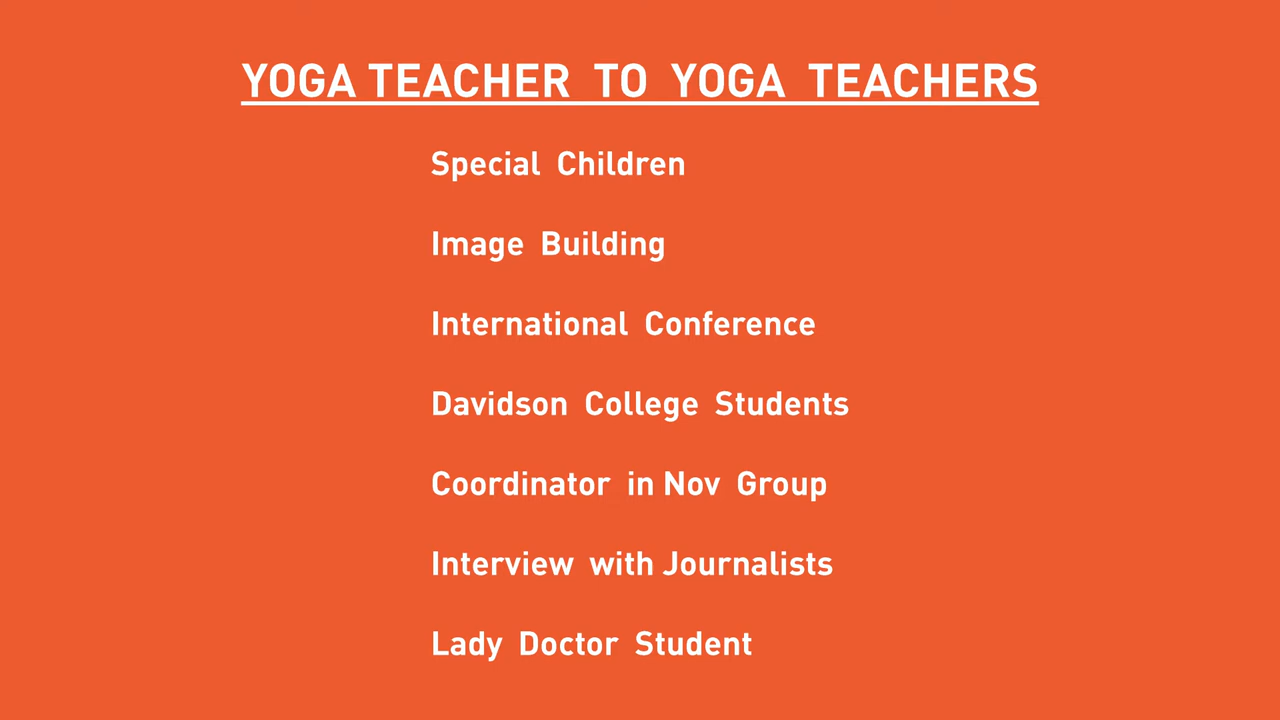 YOGA TEACHER TO YOGA TEACHERS
Special Children
Image Building
International Conference
Davidson College Students
Coordinator in Nov Group
Interview with Journalists
Lady Doctor Student